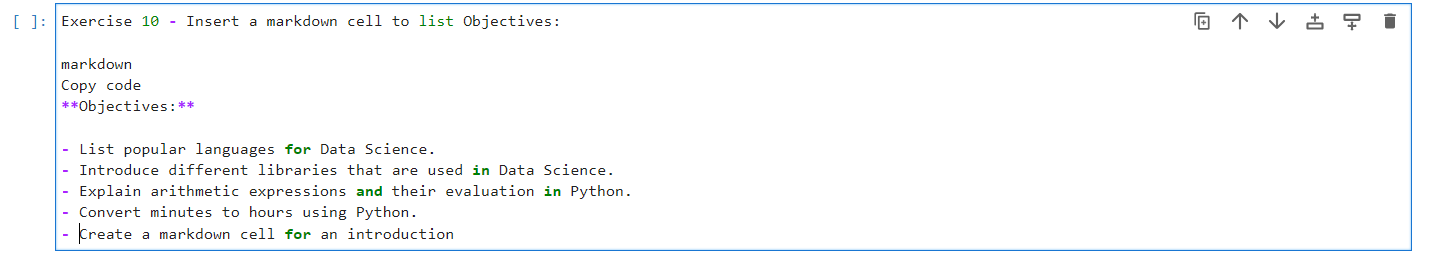 [ ]: Exercise 10 - Insert a markdown cell to list Objectives:
markdown
Copy code
**Objectives:**
- List popular languages for Data Science.
- Introduce different libraries that are used in Data Science.
- Explain arithmetic expressions and their evaluation in Python.
- Convert minutes to hours using Python.
- Create a markdown cell for an introduction